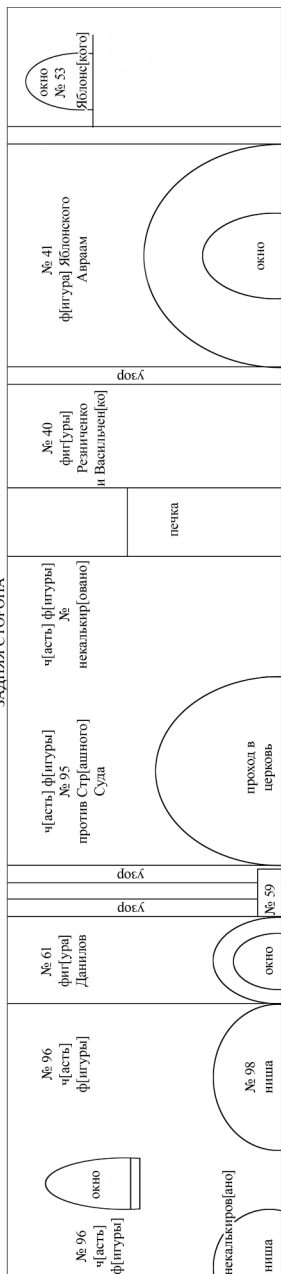 ЗАДНЯЯ СТОРОНА
№ 96
ч[асть]
ф[игуры]
окно
некалькиров[ано]
ниша
№ 96
ч[асть]
ф[игуры]
№ 98
ниша
№ 61
фиг[ура]
Данилов
окно
узор
№ 59
узор
ч[асть] ф[игуры]
№ 95
против Стр[ашного]
Суда
проход в
церковь
ч[асть] ф[игуры]
№
некалькир[овано]
печка
№ 40
фиг[уры]
Резниченко
и Васильчен[ко]
узор
№ 41
ф[игура] Яблонского
Авраам
окно
окно
№ 53
Яблонс[кого]